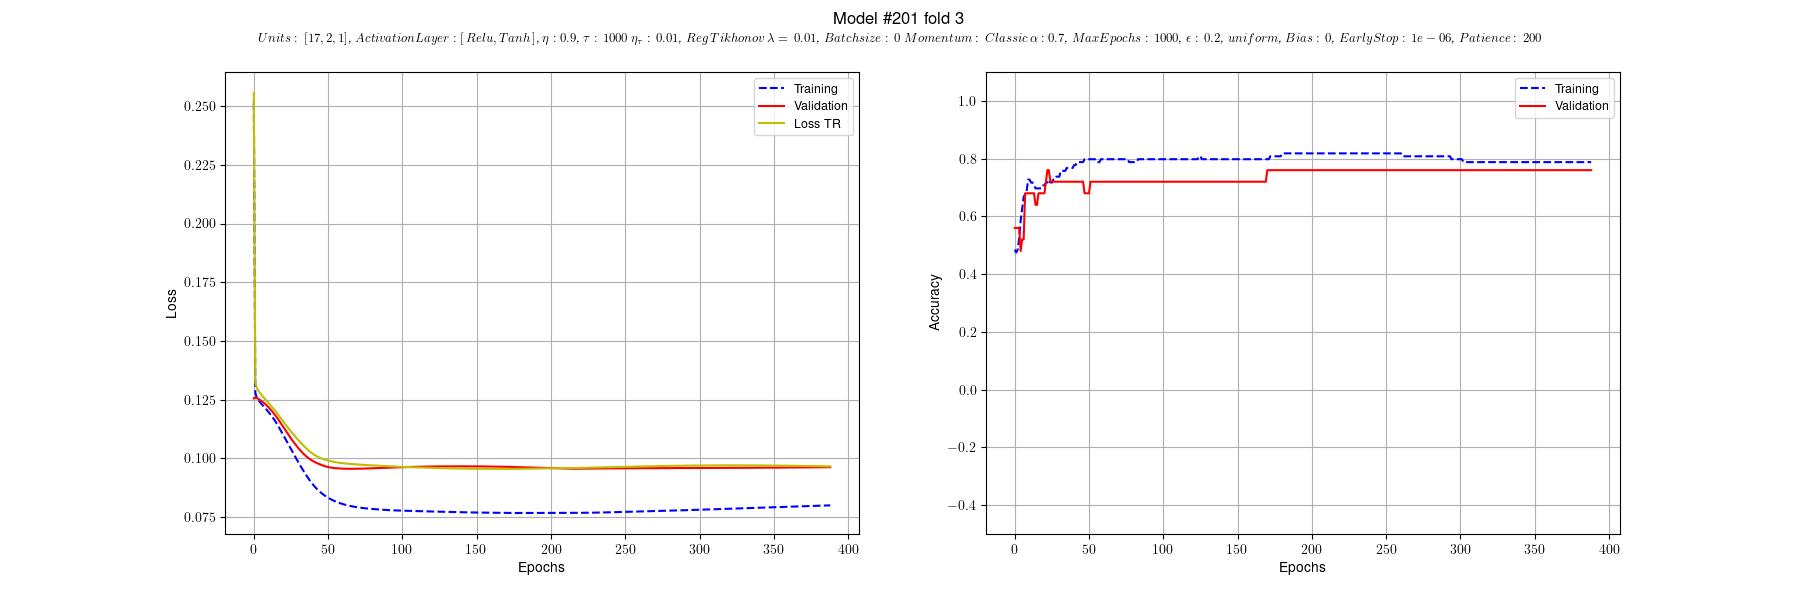 Model #201 fold 3
Units : [17, 2, 1], ActivationLayer : [ Relu, Tanh ], η : 0.9, τ : 1000 ητ : 0.01, RegTikhonov λ = 0.01, Batchsize : 0 Momentum : Classic α : 0.7, MaxEpochs : 1000, ϵ : 0.2, uniform, Bias : 0, EarlyStop : 1e − 06, Patience : 200
Training
Validation
Loss TR
0.250
0.225
0.200
0.175
0.150
0.125
0.100
0.075
Loss
0 50 100 150 200 250 300 350 400
Epochs
Training
Validation
1.0
0.8
0.6
0.4
0.2
0.0
−0.2
−0.4
Accuracy
0 50 100 150 200 250 300 350 400
Epochs